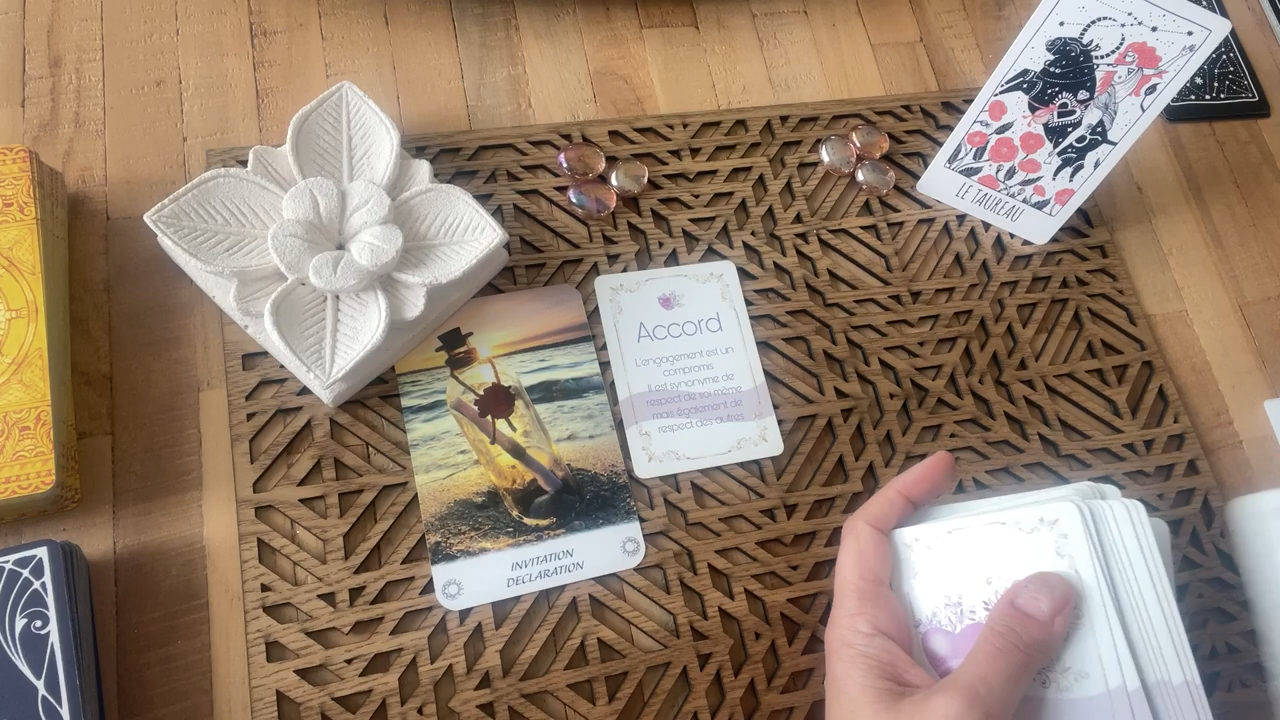 LE TAUREAU
Accord
L'engagement est un
compromis
Il est synonyme de
respect de soi même
mais également de
respect des autres
INVITATION
DECLARATION